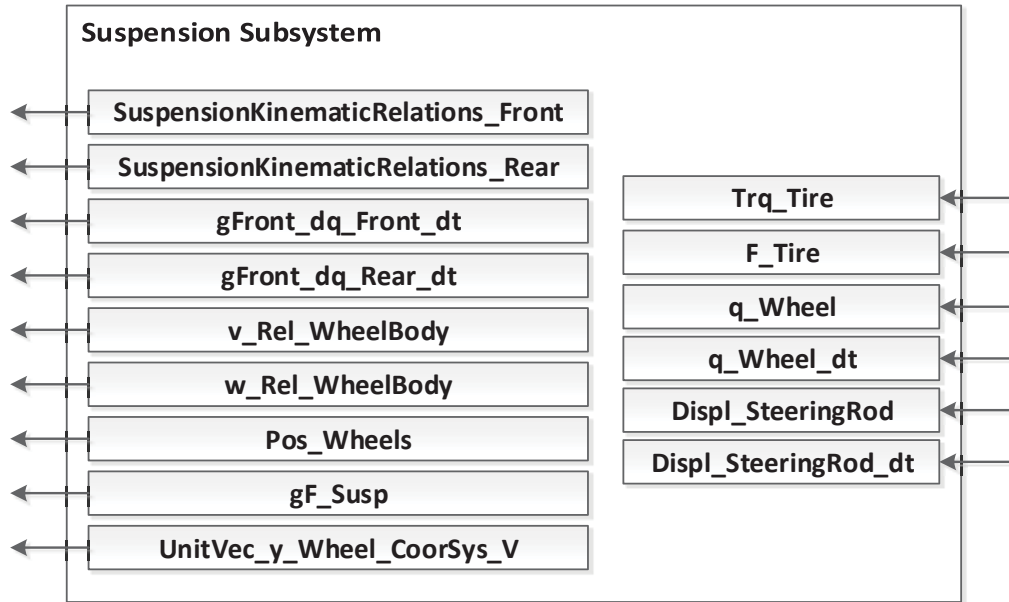 Suspension Subsystem
SuspensionKinematicRelations_Front
SuspensionKinematicRelations_Rear
gFront_dq_Front_dt
gFront_dq_Rear_dt
v_Rel_WheelBody
w_Rel_WheelBody
Pos_Wheels
gF_Susp
UnitVec_y_Wheel_CoorSys_V
Trq_Tire
F_Tire
q_Wheel
q_Wheel_dt
Displ_SteeringRod
Displ_SteeringRod_dt